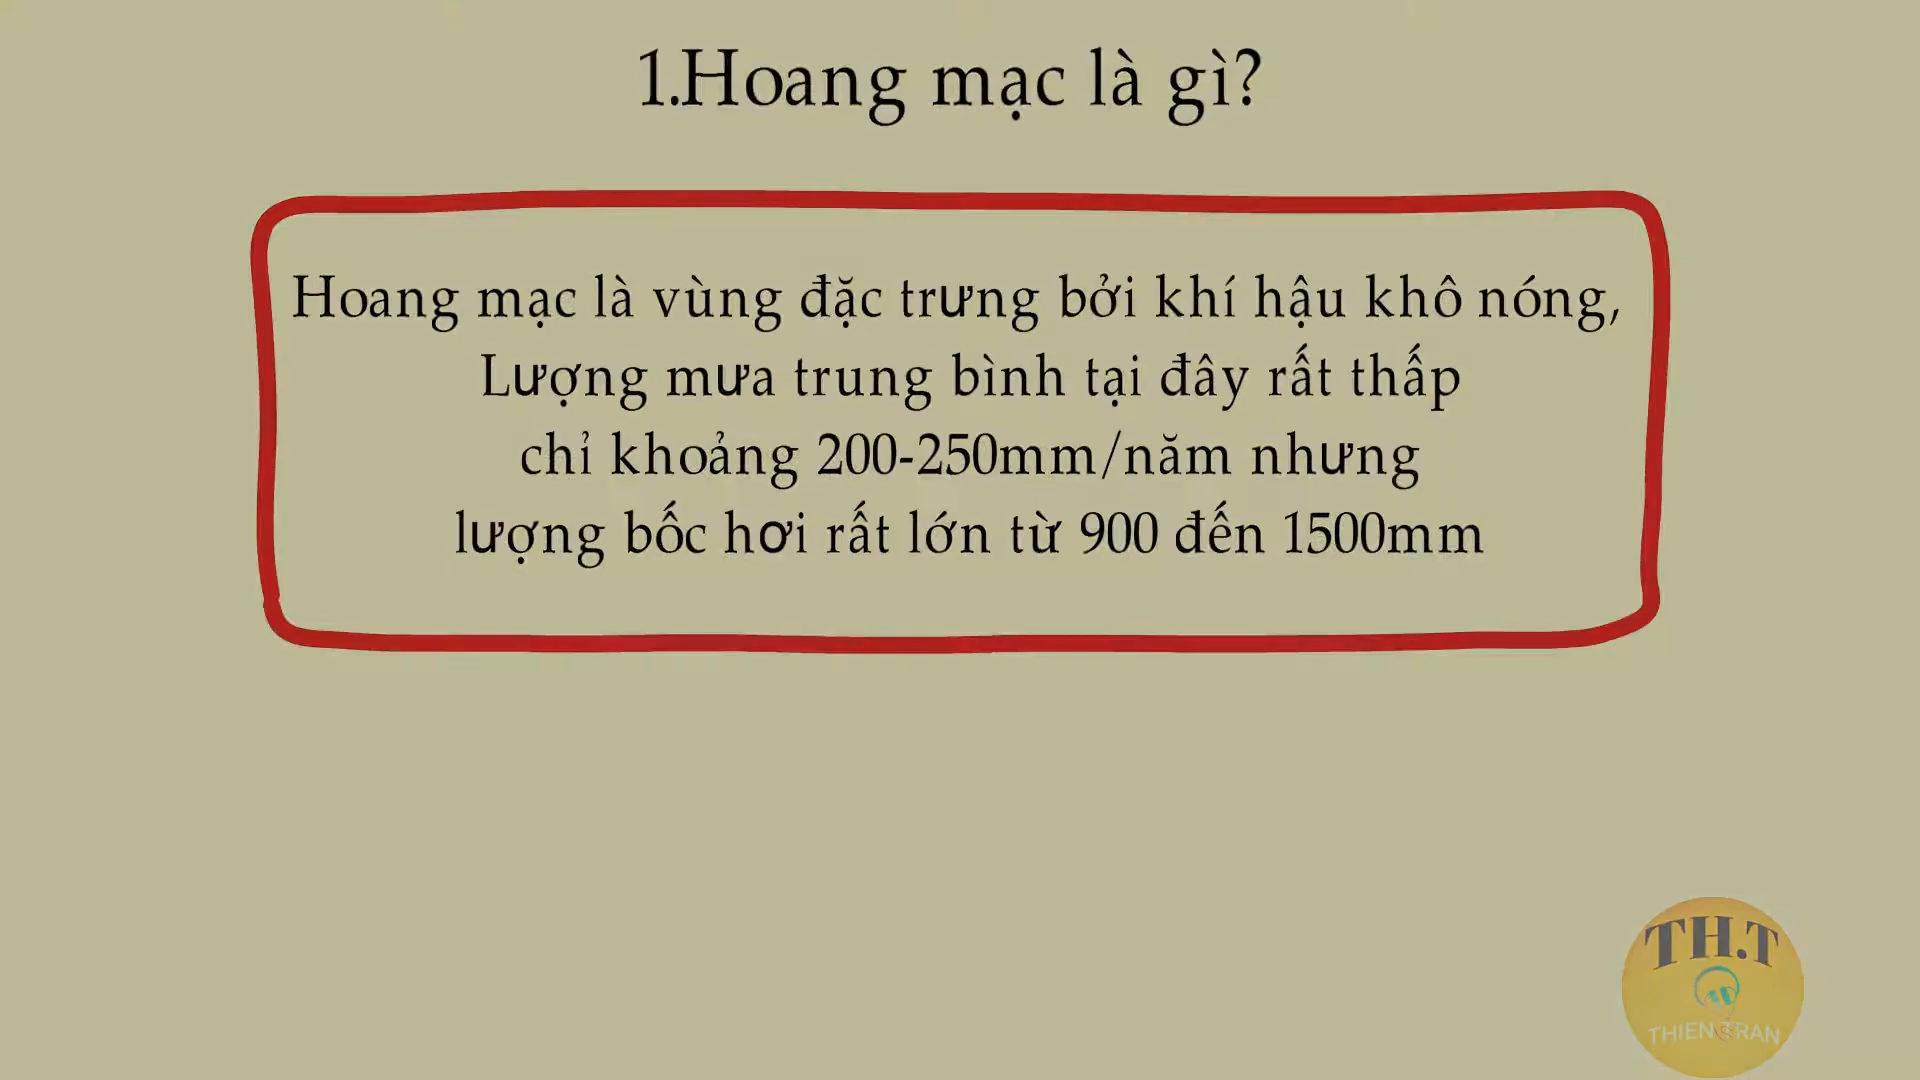 1.Hoang mạc là gì?
Hoang mạc là vùng đặc trưng bởi khí hậu khô nóng,
Lượng mưa trung bình tại đây rất thấp
chỉ khoảng 200-250mm/năm nhưng
lượng bốc hơi rất lớn từ 900 đến 1500mm
TH.T
THIEN TRAN